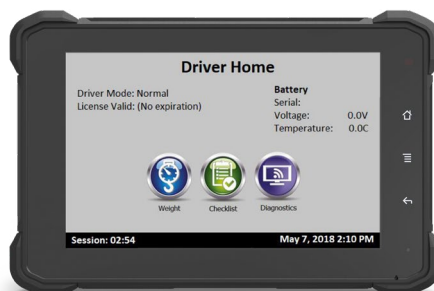 Driver Home
Driver Mode: Normal
License Valid: (No expiration)
Battery
Serial:
Voltage: 0.0V
Temperature: 0.0C
Weight Checklist Diagnostics
Session: 02:54 May 7, 2018 2:10 PM